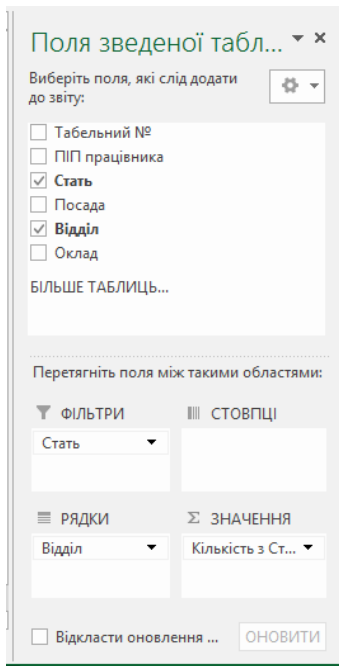 Поля зведеної табл...
Виберіть поля, які слід додати
до звіту:
Табельний №
ПІП працівника
Стать
Посада
Відділ
Оклад
БІЛЬШЕ ТАБЛИЦЬ...
Перетягніть поля між такими областями:
ФІЛЬТРИ
СТОВПЦІ
Стать
РЯДКИ
Σ ЗНАЧЕННЯ
Відділ
Кількість з Ст...
Відкласти оновлення ...
ОНОВИТИ